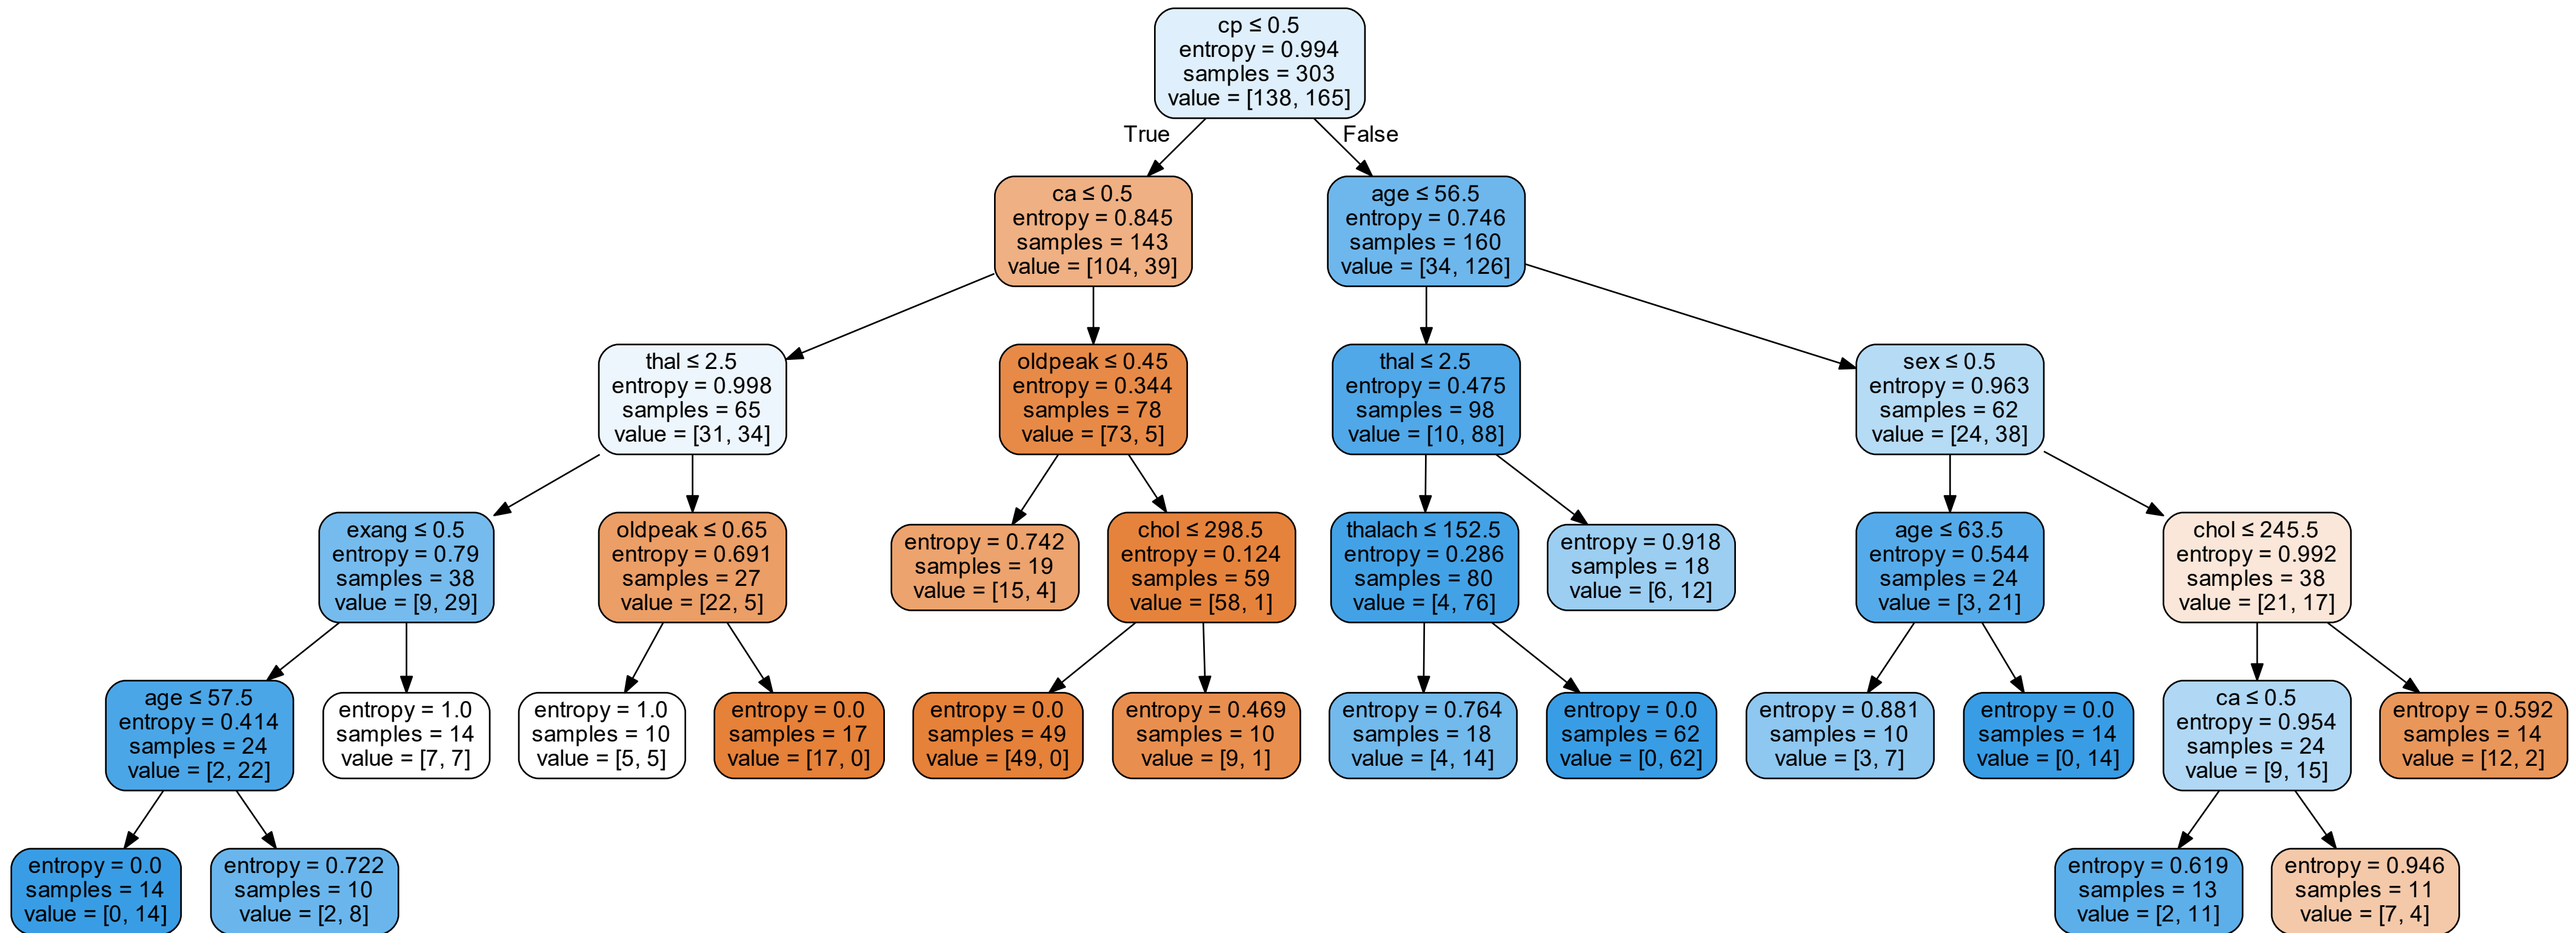 cp ≤ 0.5
entropy = 0.994
samples = 303
value = [138, 165]
True
False
ca ≤ 0.5
entropy = 0.845
samples = 143
value = [104, 39]
age ≤ 56.5
entropy = 0.746
samples = 160
value = [34, 126]
thal ≤ 2.5
entropy = 0.998
samples = 65
value = [31, 34]
oldpeak ≤ 0.45
entropy = 0.344
samples = 78
value = [73, 5]
thal ≤ 2.5
entropy = 0.475
samples = 98
value = [10, 88]
sex ≤ 0.5
entropy = 0.963
samples = 62
value = [24, 38]
exang ≤ 0.5
entropy = 0.79
samples = 38
value = [9, 29]
oldpeak ≤ 0.65
entropy = 0.691
samples = 27
value = [22, 5]
entropy = 0.742
samples = 19
value = [15, 4]
chol ≤ 298.5
entropy = 0.124
samples = 59
value = [58, 1]
thalach ≤ 152.5
entropy = 0.286
samples = 80
value = [4, 76]
entropy = 0.918
samples = 18
value = [6, 12]
age ≤ 63.5
entropy = 0.544
samples = 24
value = [3, 21]
chol ≤ 245.5
entropy = 0.992
samples = 38
value = [21, 17]
age ≤ 57.5
entropy = 0.414
samples = 24
value = [2, 22]
entropy = 1.0
samples = 14
value = [7, 7]
entropy = 1.0
samples = 10
value = [5, 5]
entropy = 0.0
samples = 17
value = [17, 0]
entropy = 0.0
samples = 49
value = [49, 0]
entropy = 0.469
samples = 10
value = [9, 1]
entropy = 0.764
samples = 18
value = [4, 14]
entropy = 0.0
samples = 62
value = [0, 62]
entropy = 0.881
samples = 10
value = [3, 7]
entropy = 0.0
samples = 14
value = [0, 14]
ca ≤ 0.5
entropy = 0.954
samples = 24
value = [9, 15]
entropy = 0.592
samples = 14
value = [12, 2]
entropy = 0.0
samples = 14
value = [0, 14]
entropy = 0.722
samples = 10
value = [2, 8]
entropy = 0.619
samples = 13
value = [2, 11]
entropy = 0.946
samples = 11
value = [7, 4]